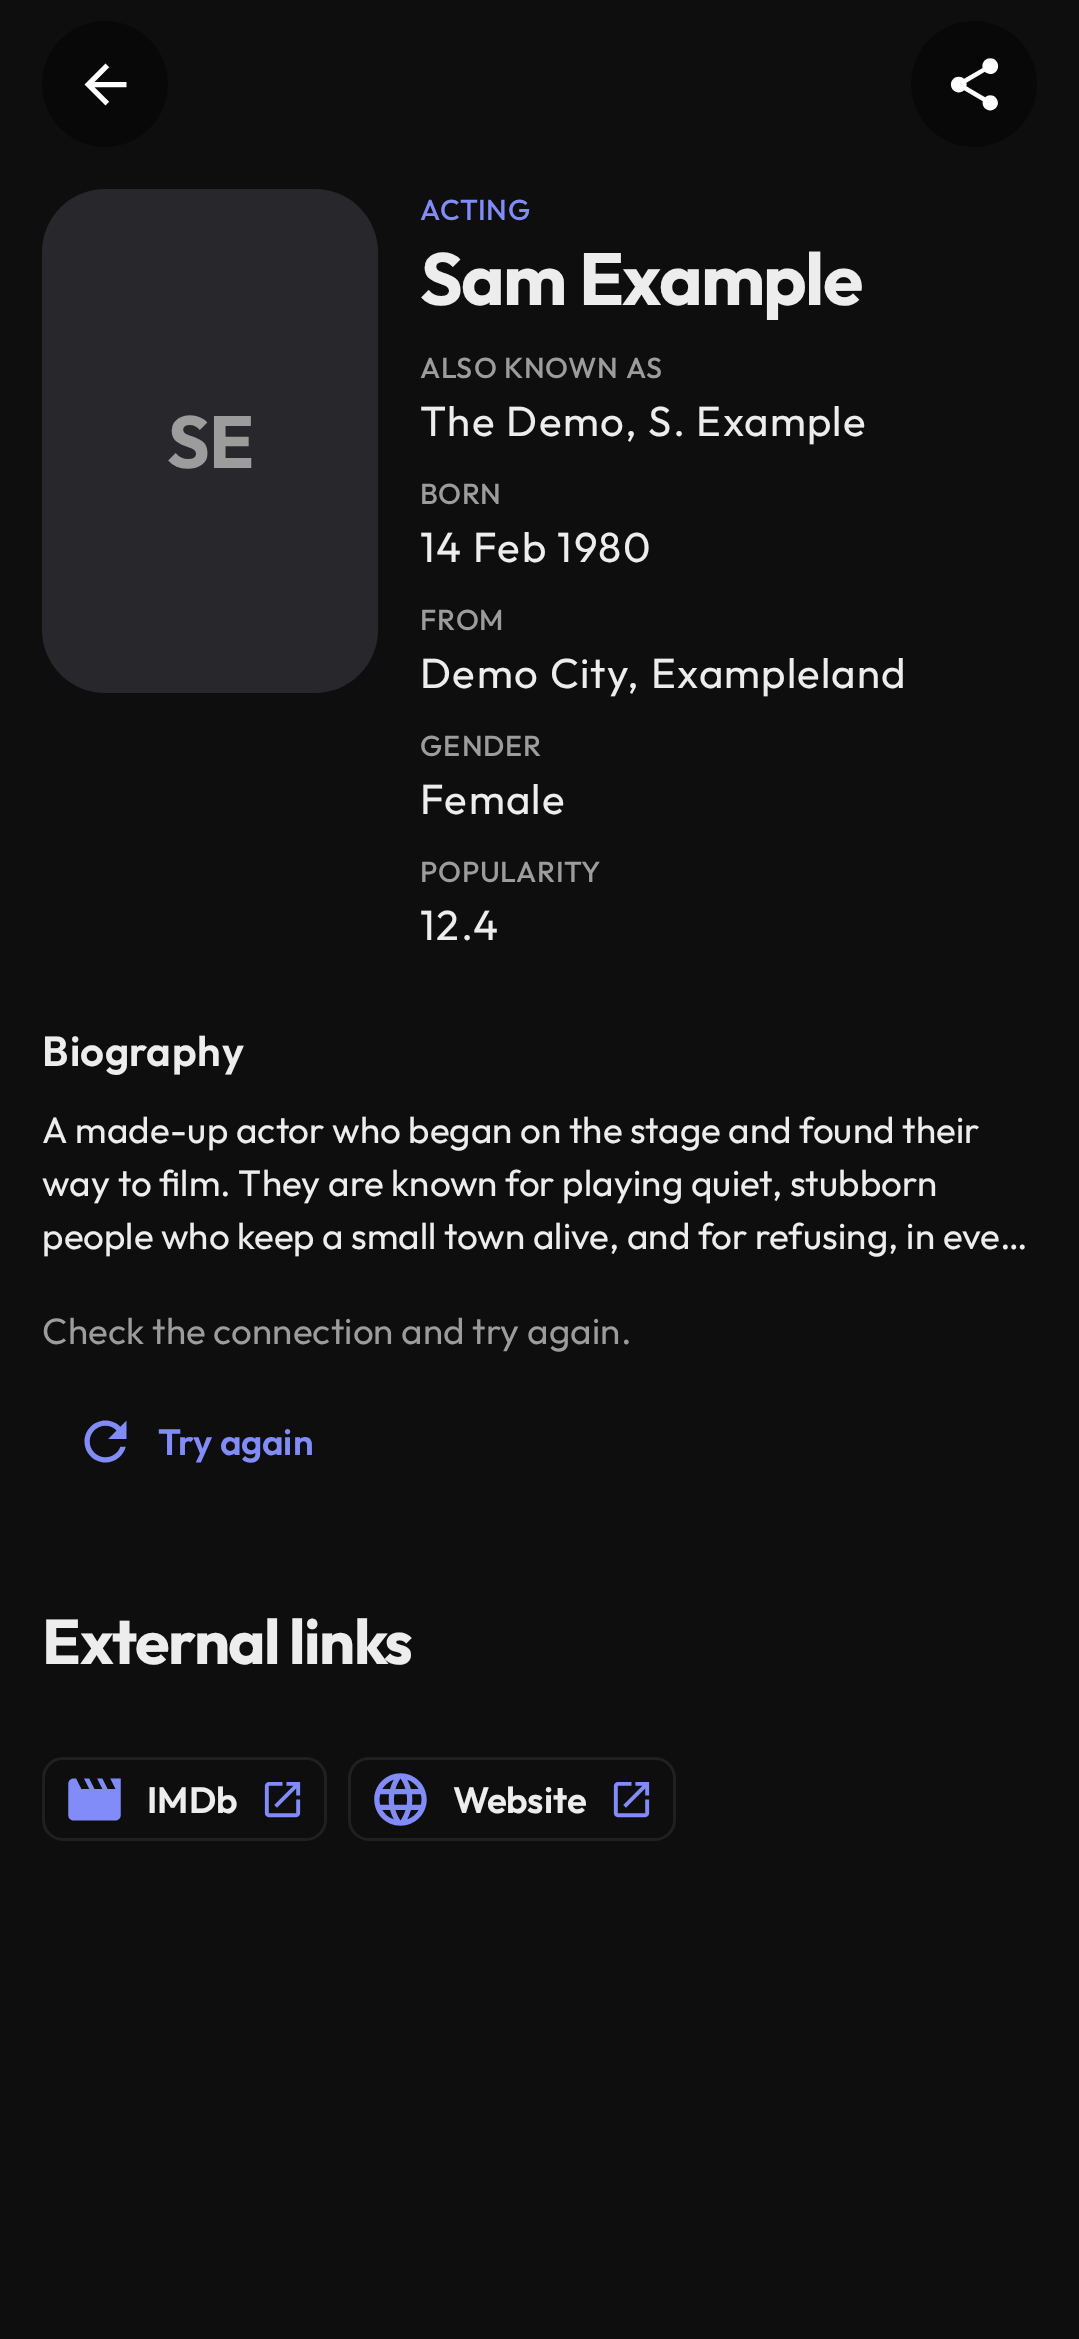 ACTING
Sam Example
SE
ALSO KNOWN AS
The Demo, S. Example
BORN
14 Feb 1980
FROM
Demo City, Exampleland
GENDER
Female
POPULARITY
12.4
Biography
A made-up actor who began on the stage and found their
way to film. They are known for playing quiet, stubborn
people who keep a small town alive, and for refusing, in eve…
Check the connection and try again.
Try again
External links
IMDb Website